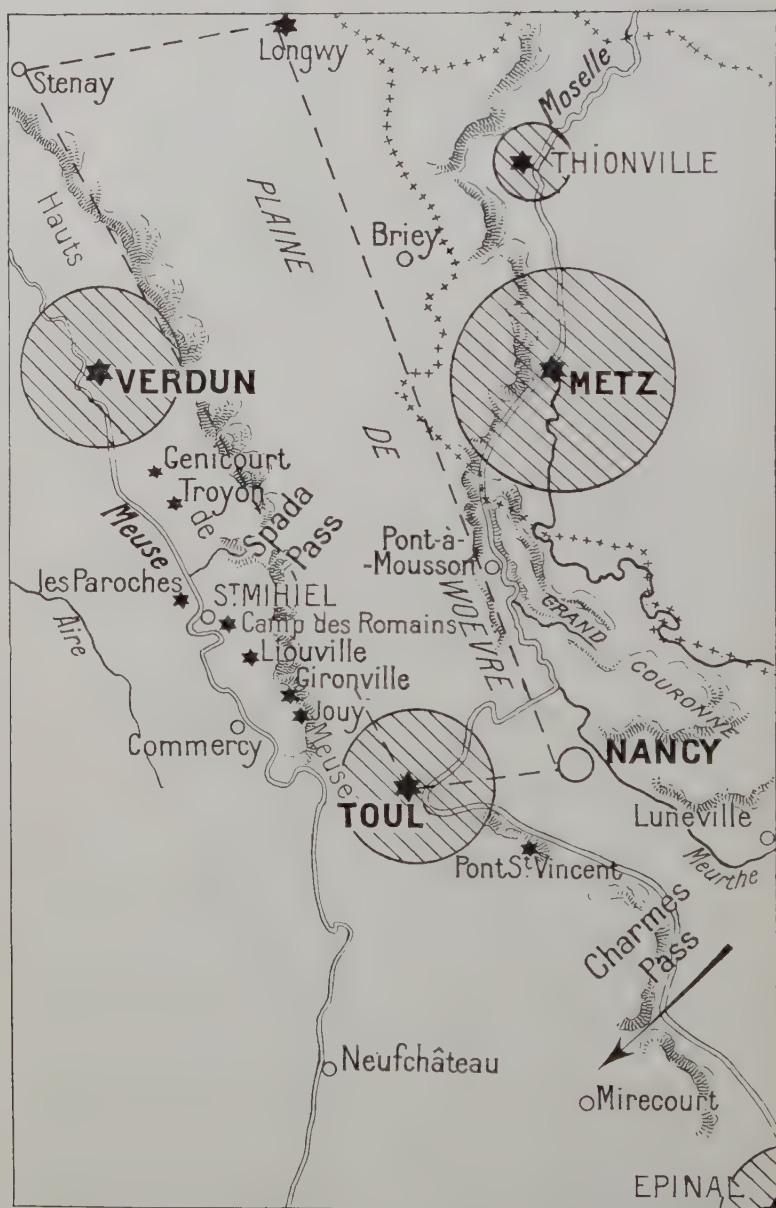 Longwy
Stenay
Moselle
THIONVILLE
Hauts
PLAINE
Briey
VERDUN
METZ
Genicourt
DE
Troyon
de
Spada
Pass
Meuse
Pont-à-
-Mousson
les Paroches
St. MIHIEL
WOEVRE
GRAND
Aire
Camp des Romains
Liouville
COURONNE
Gironville
Jouy
Commercy
Meuse
NANCY
TOUL
Luneville
Pont St. Vincent
Meurthe
Charmes
Pass
Neufchâteau
Mirecourt
EPINAL